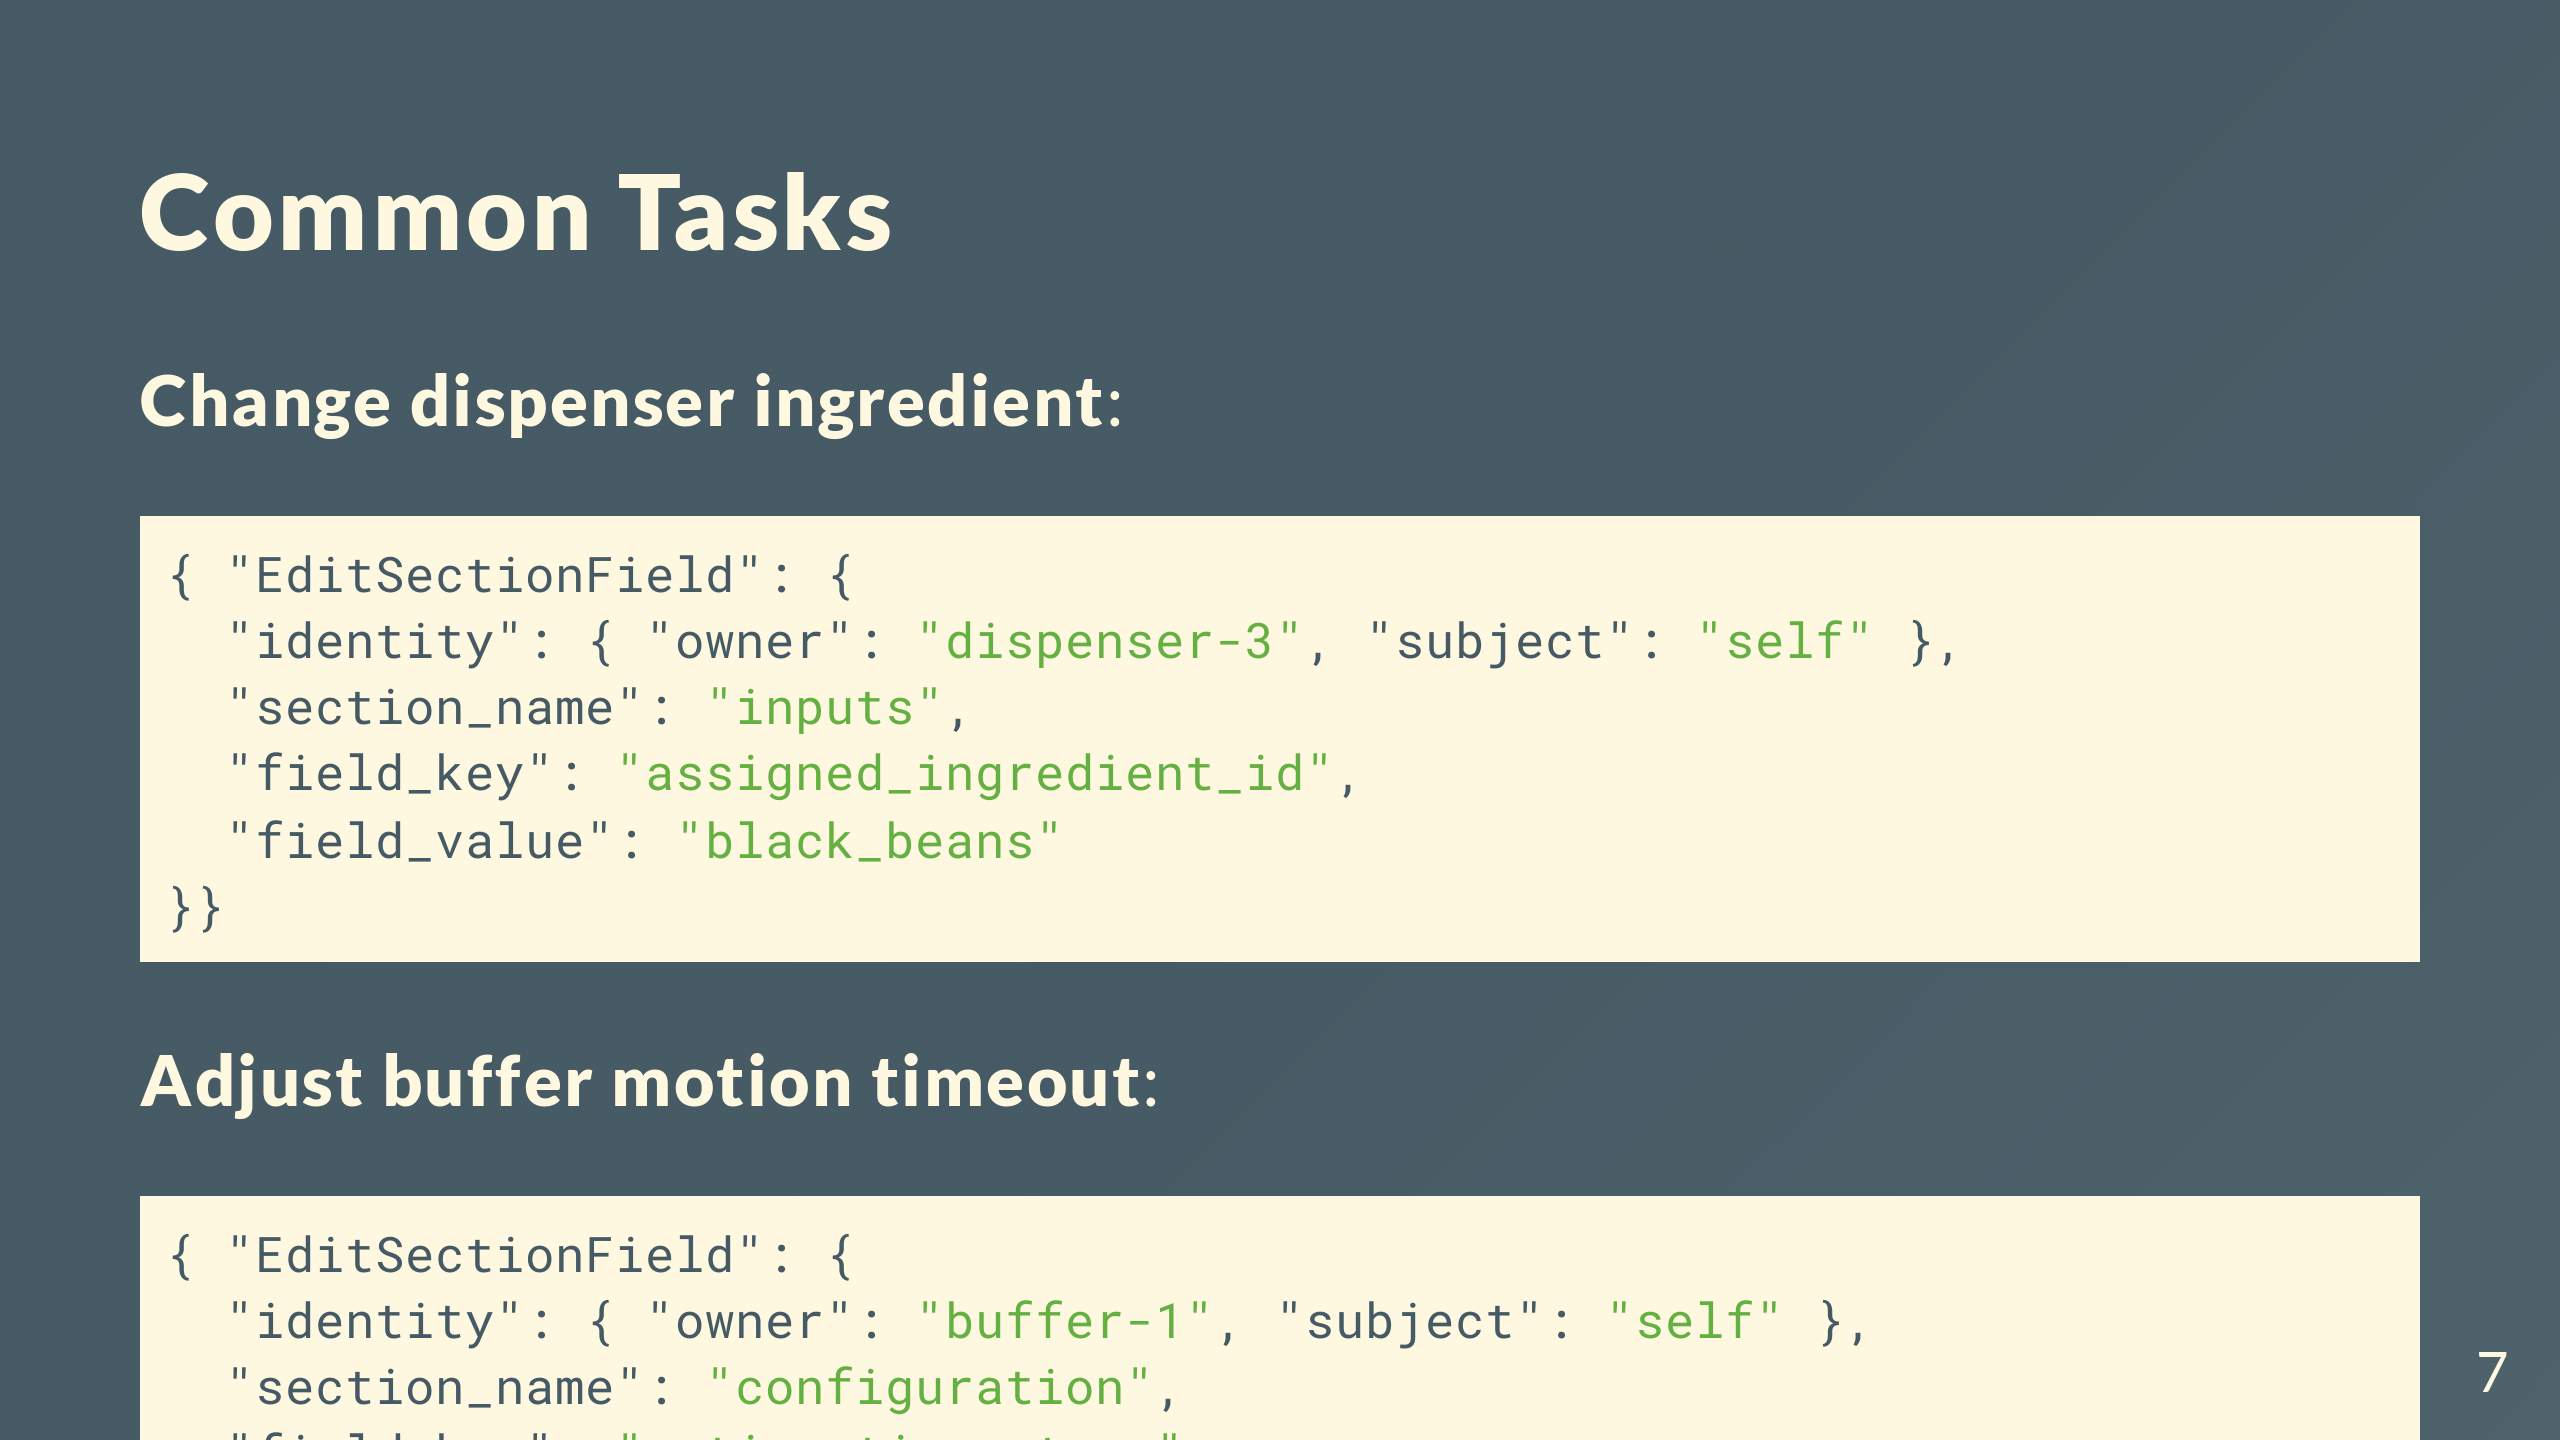 Common Tasks
Change dispenser ingredient:
{ "EditSectionField": {
  "identity": { "owner": "dispenser-3", "subject": "self" },
  "section_name": "inputs",
  "field_key": "assigned_ingredient_id",
  "field_value": "black_beans"
}}
Adjust buffer motion timeout:
{ "EditSectionField": {
  "identity": { "owner": "buffer-1", "subject": "self" },
  "section_name": "configuration",
7